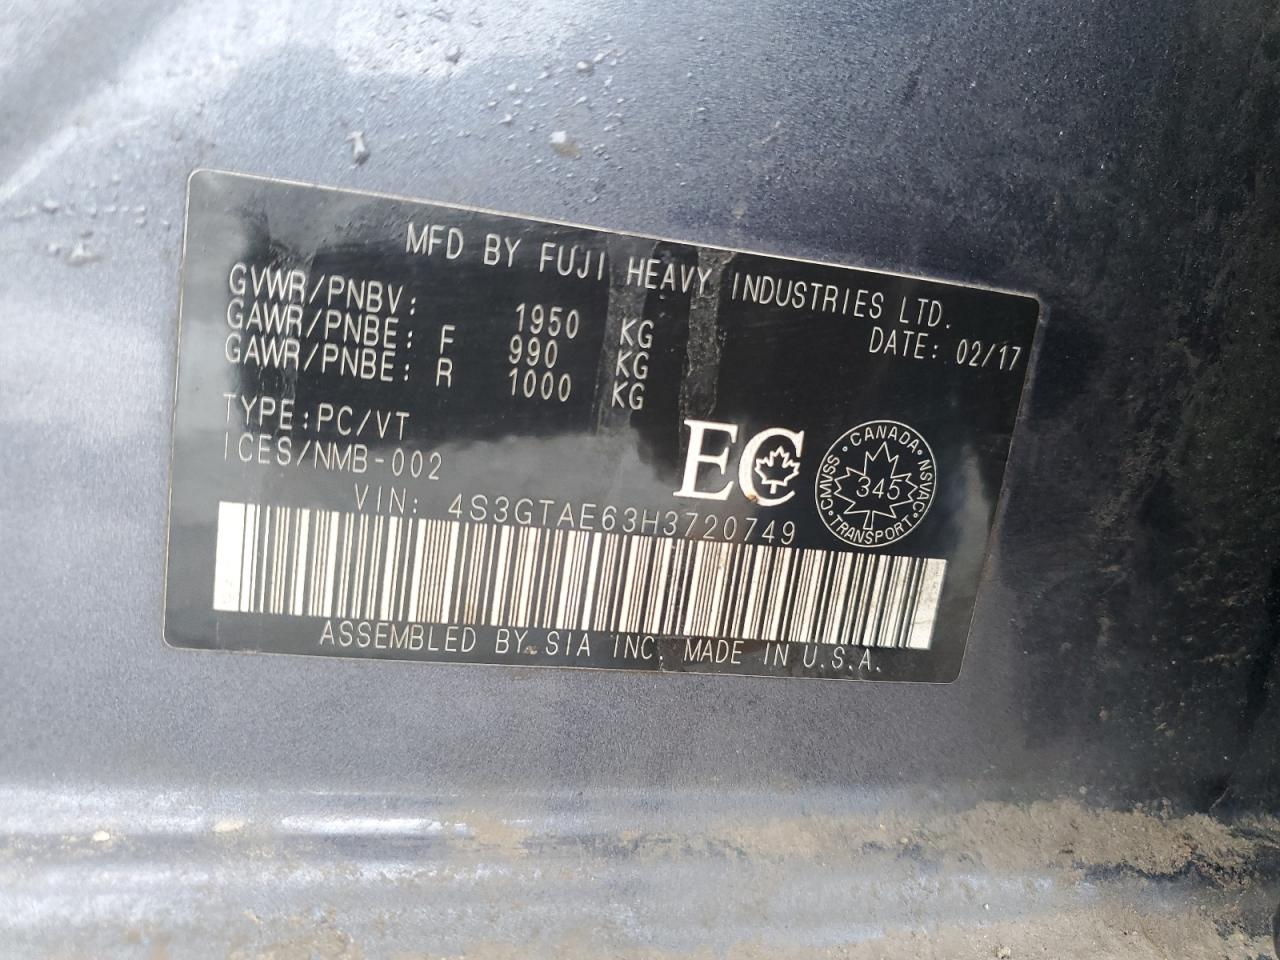 MFD BY FUJI HEAVY INDUSTRIES LTD.
DATE: 02/17
GVWR/PNBV: 1950 KG
GAWR/PNBE: F 990 KG
GAWR/PNBE: R 1000 KG
TYPE:PC/VT
ICES/NMB-002
EC
CANADA · NSVAC · TRANSPORT · CMVSS ·
345
VIN: 4S3GTAE63H3720749
ASSEMBLED BY SIA INC. MADE IN U.S.A.